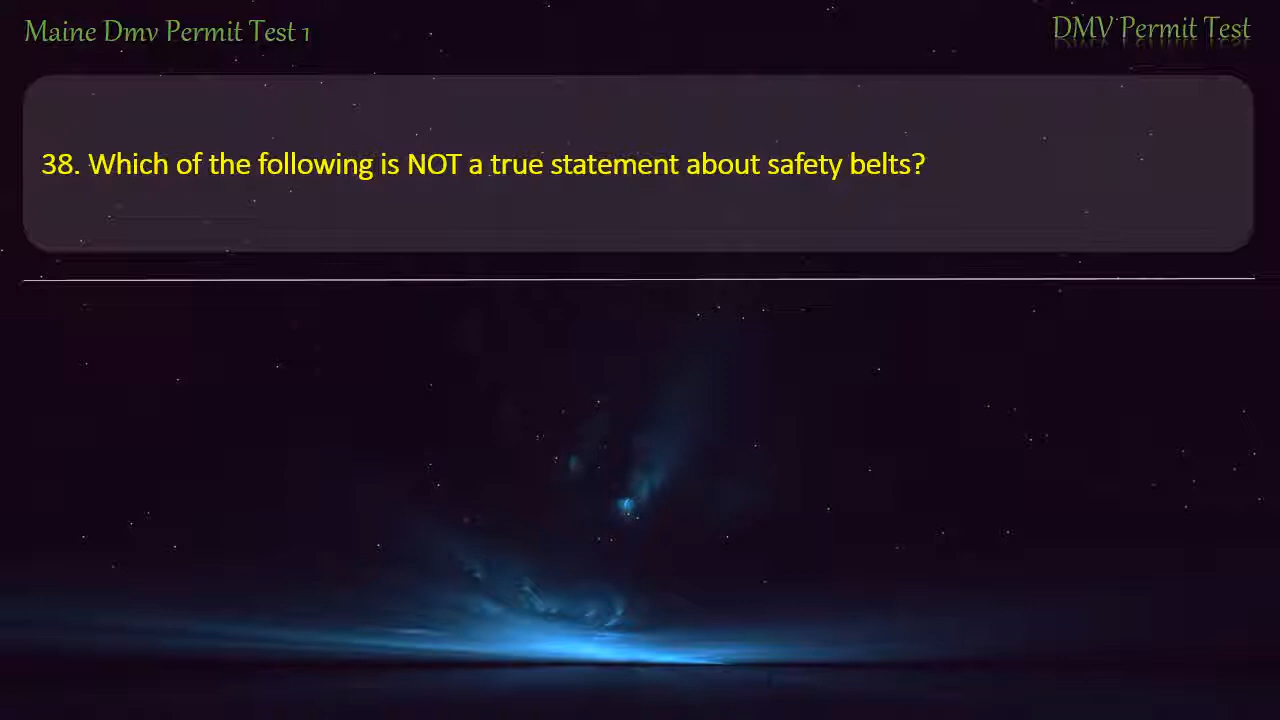 Maine Dmv Permit Test 1
DMV Permit Test
38. Which of the following is NOT a true statement about safety belts?